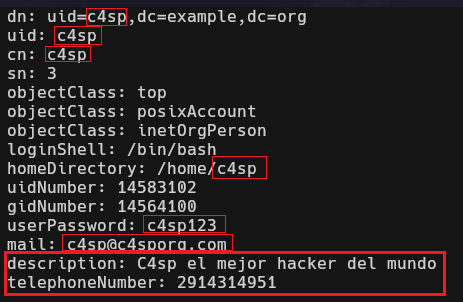 dn: uid=c4sp,dc=example,dc=org
uid: c4sp
cn: c4sp
sn: 3
objectClass: top
objectClass: posixAccount
objectClass: inetOrgPerson
loginShell: /bin/bash
homeDirectory: /home/c4sp
uidNumber: 14583102
gidNumber: 14564100
userPassword: c4sp123
mail: c4sp@c4sporg.com
description: C4sp el mejor hacker del mundo
telephoneNumber: 2914314951